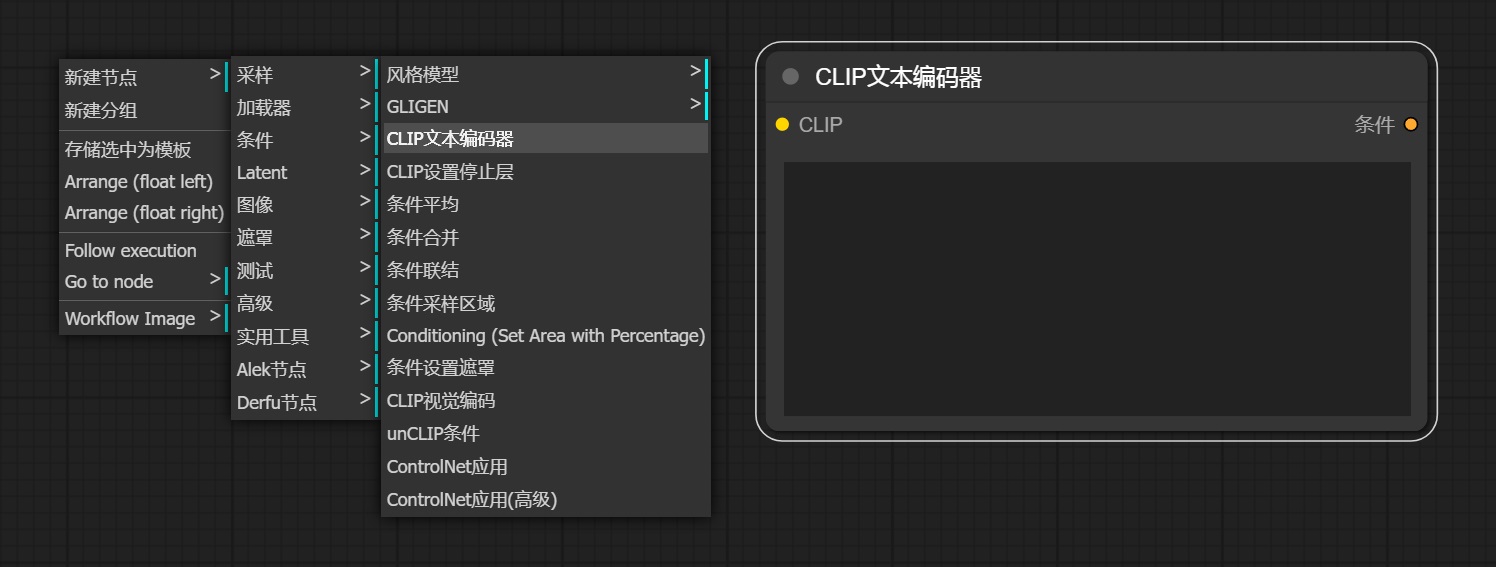 新建节点 >
新建分组
存储选中为模板
Arrange (float left)
Arrange (float right)
Follow execution
Go to node >
Workflow Image >
采样 >
加载器 >
条件 >
Latent >
图像 >
遮罩 >
测试 >
高级 >
实用工具 >
Alek节点 >
Derfu节点 >
风格模型 >
GLIGEN >
CLIP文本编码器
CLIP设置停止层
条件平均
条件合并
条件联结
条件采样区域
Conditioning (Set Area with Percentage)
条件设置遮罩
CLIP视觉编码
unCLIP条件
ControlNet应用
ControlNet应用(高级)
CLIP文本编码器
CLIP 条件